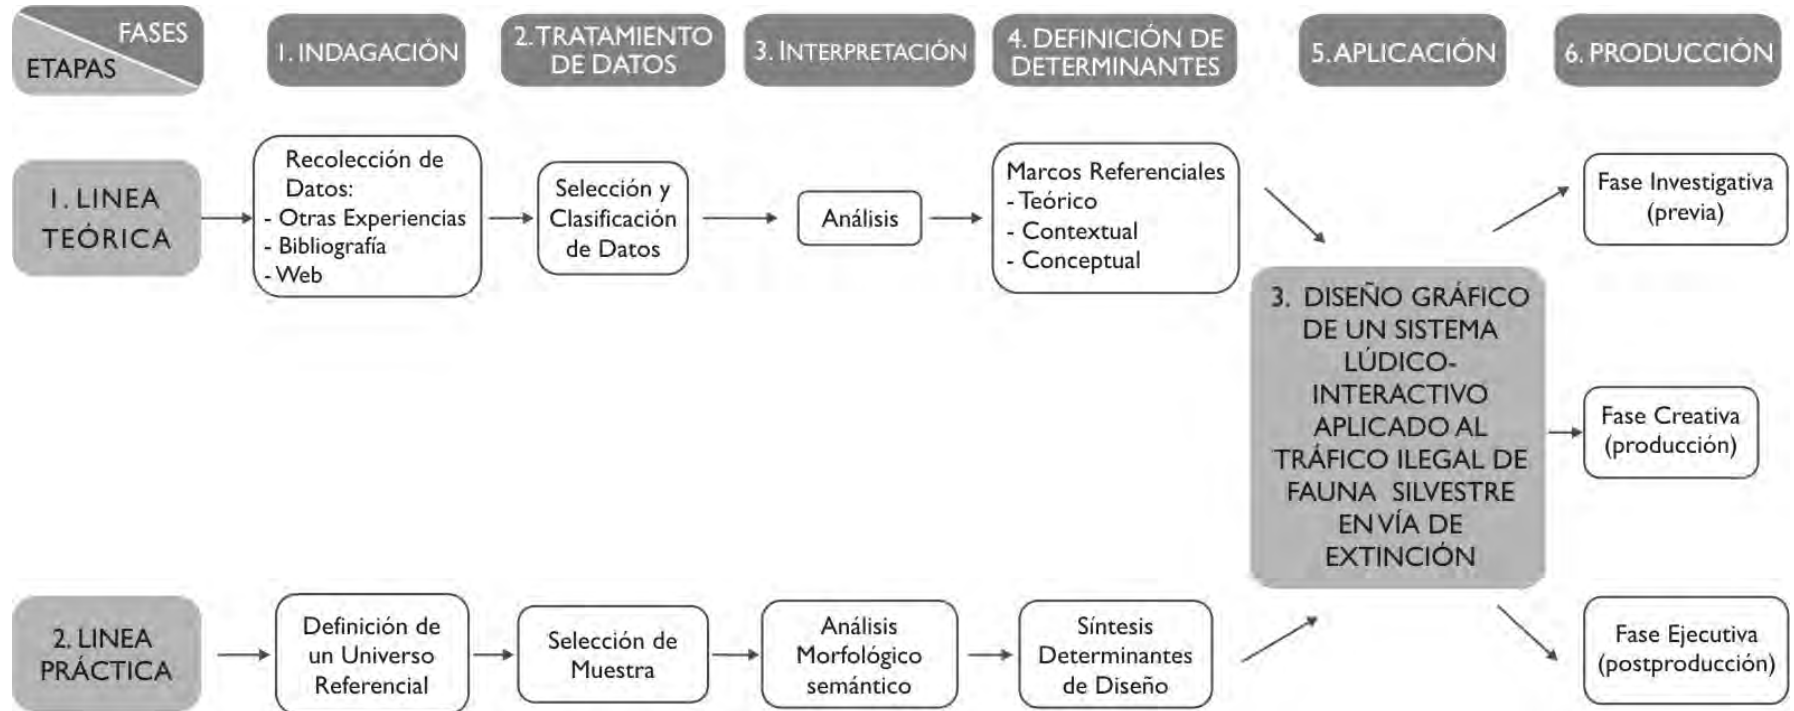 FASES
ETAPAS
1. INDAGACIÓN
2. TRATAMIENTO
DE DATOS
3. INTERPRETACIÓN
4. DEFINICIÓN DE
DETERMINANTES
5. APLICACIÓN
6. PRODUCCIÓN
1. LINEA
TEÓRICA
Recolección de
Datos:
- Otras Experiencias
- Bibliografía
- Web
Selección y
Clasificación
de Datos
Análisis
Marcos Referenciales
- Teórico
- Contextual
- Conceptual
3. DISEÑO GRÁFICO
DE UN SISTEMA
LÚDICO-
INTERACTIVO
APLICADO AL
TRÁFICO ILEGAL DE
FAUNA SILVESTRE
EN VÍA DE
EXTINCIÓN
Fase Investigativa
(previa)
Fase Creativa
(producción)
Fase Ejecutiva
(postproducción)
2. LINEA
PRÁCTICA
Definición de
un Universo
Referencial
Selección de
Muestra
Análisis
Morfológico
semántico
Síntesis
Determinantes
de Diseño